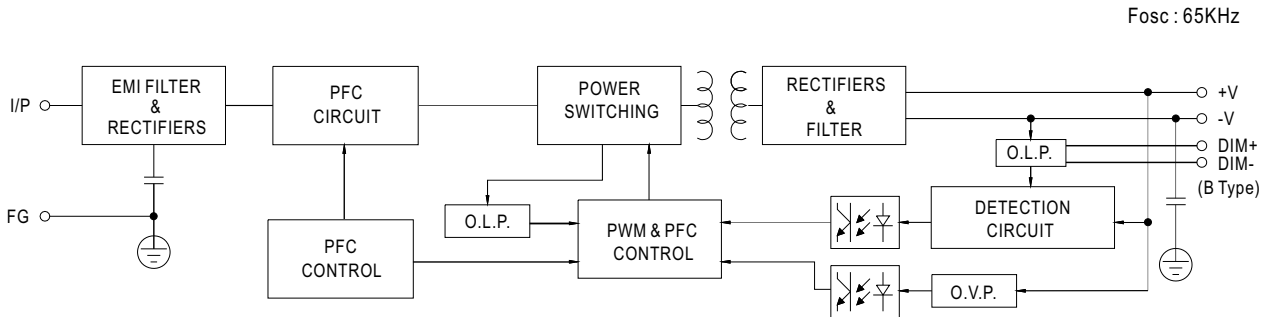 Fosc : 65KHz
I/P
EMI FILTER
&
RECTIFIERS
PFC
CIRCUIT
POWER
SWITCHING
RECTIFIERS
&
FILTER
+V
-V
O.L.P.
DIM+
DIM-
(B Type)
FG
PFC
CONTROL
O.L.P.
PWM & PFC
CONTROL
DETECTION
CIRCUIT
O.V.P.